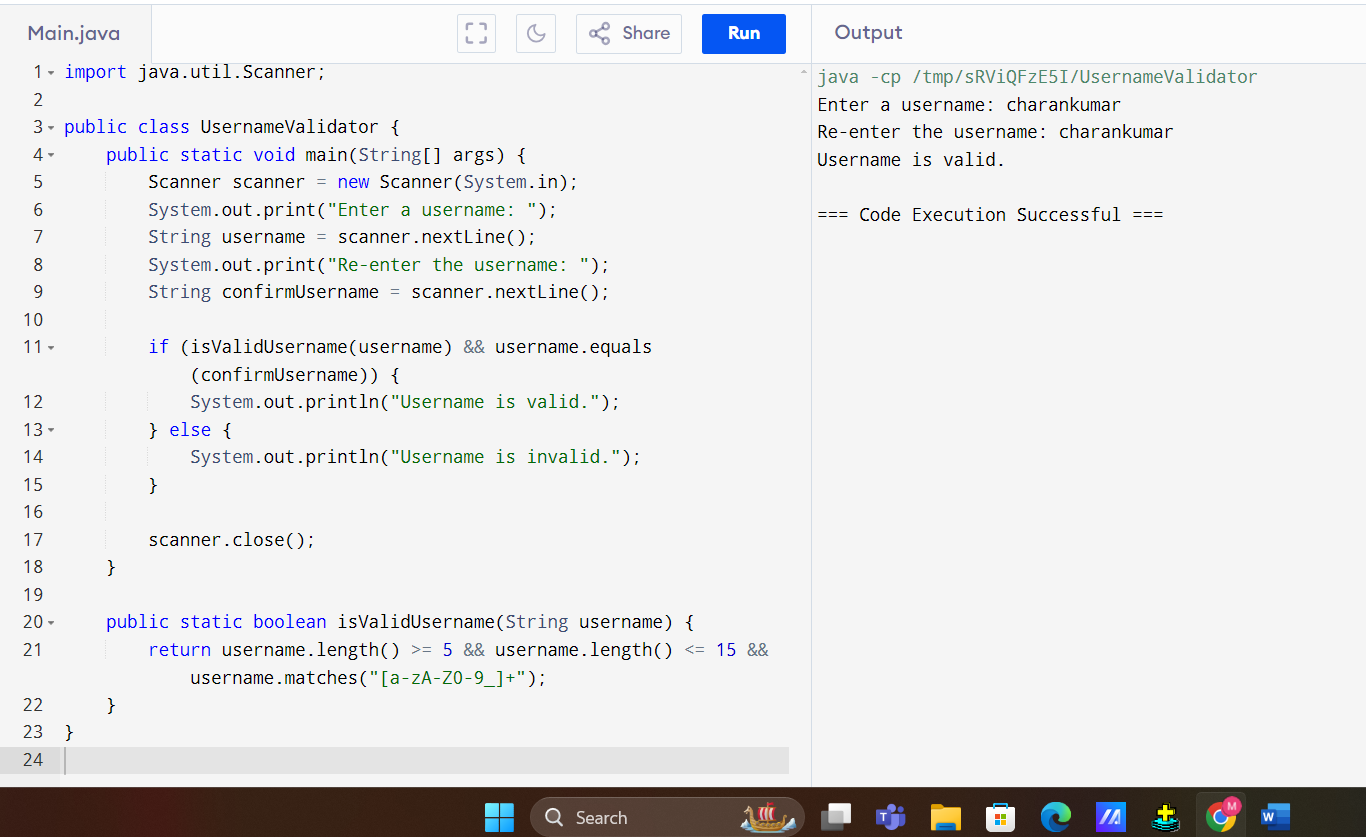 Main.java
Share
Run
Output
1 import java.util.Scanner;
2
3 public class UsernameValidator {
4 public static void main(String[] args) {
5 Scanner scanner = new Scanner(System.in);
6 System.out.print("Enter a username: ");
7 String username = scanner.nextLine();
8 System.out.print("Re-enter the username: ");
9 String confirmUsername = scanner.nextLine();
10
11 if (isValidUsername(username) && username.equals
(confirmUsername)) {
12 System.out.println("Username is valid.");
13 } else {
14 System.out.println("Username is invalid.");
15 }
16
17 scanner.close();
18 }
19
20 public static boolean isValidUsername(String username) {
21 return username.length() >= 5 && username.length() <= 15 &&
username.matches("[a-zA-Z0-9_]+");
22 }
23 }
24
java -cp /tmp/sRViQFzE5I/UsernameValidator
Enter a username: charankumar
Re-enter the username: charankumar
Username is valid.
=== Code Execution Successful ===
Search
T
M
W